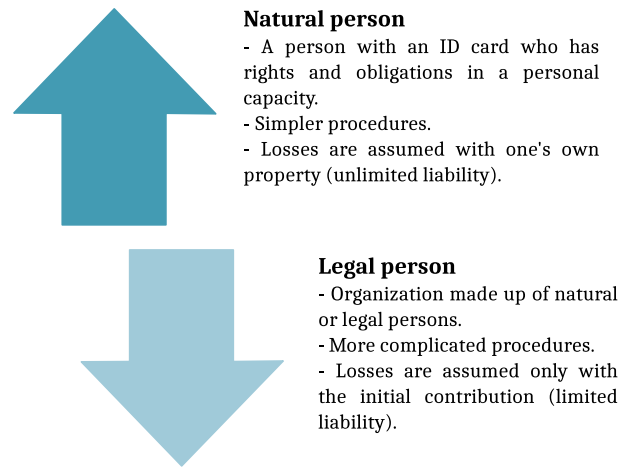 Natural person
- A person with an ID card who has
rights and obligations in a personal
capacity.
- Simpler procedures.
- Losses are assumed with one's own
property (unlimited liability).
Legal person
- Organization made up of natural
or legal persons.
- More complicated procedures.
- Losses are assumed only with
the initial contribution (limited
liability).